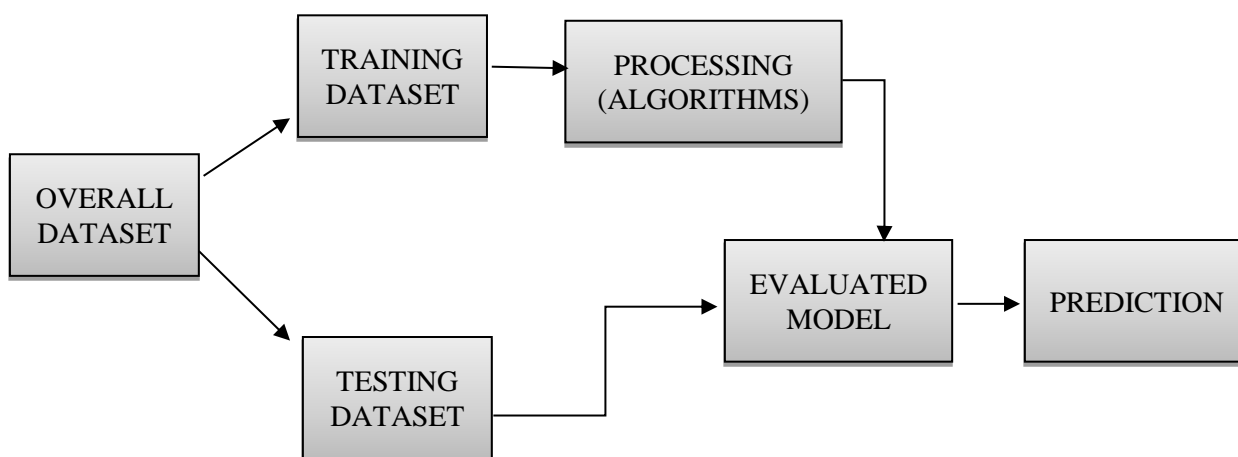 TRAINING
DATASET
PROCESSING
(ALGORITHMS)
OVERALL
DATASET
EVALUATED
MODEL
PREDICTION
TESTING
DATASET